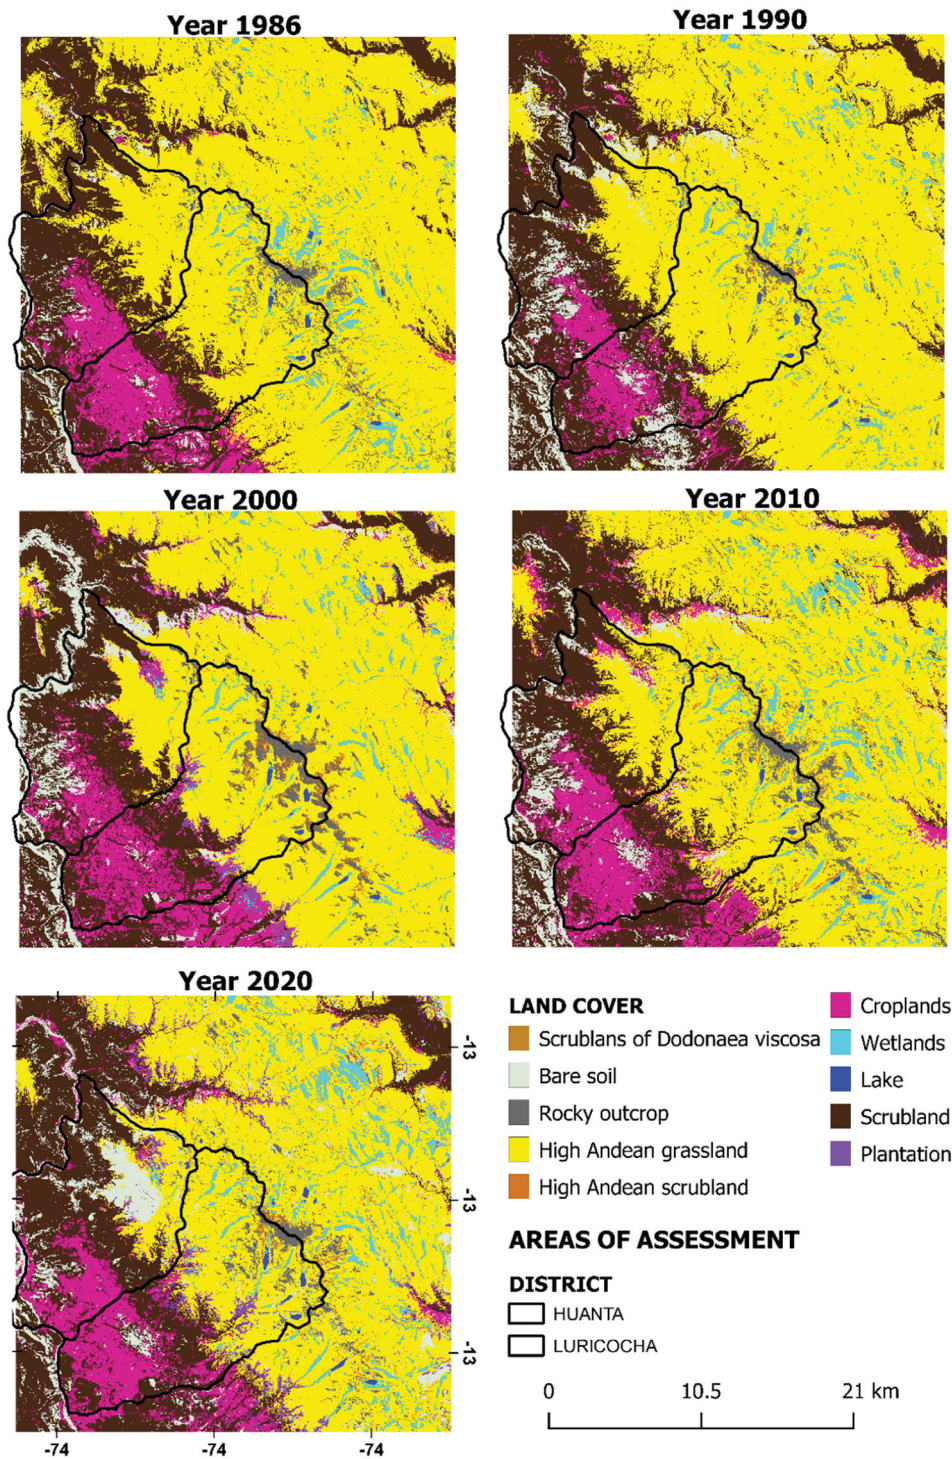 Year 1986
Year 1990
Year 2000
Year 2010
Year 2020
-13
-13
-13
-74
-74
-74
LAND COVER
Scrublans of Dodonaea viscosa
Bare soil
Rocky outcrop
High Andean grassland
High Andean scrubland
Croplands
Wetlands
Lake
Scrubland
Plantation
AREAS OF ASSESSMENT
DISTRICT
HUANTA
LURICOCHA
0 10.5 21 km